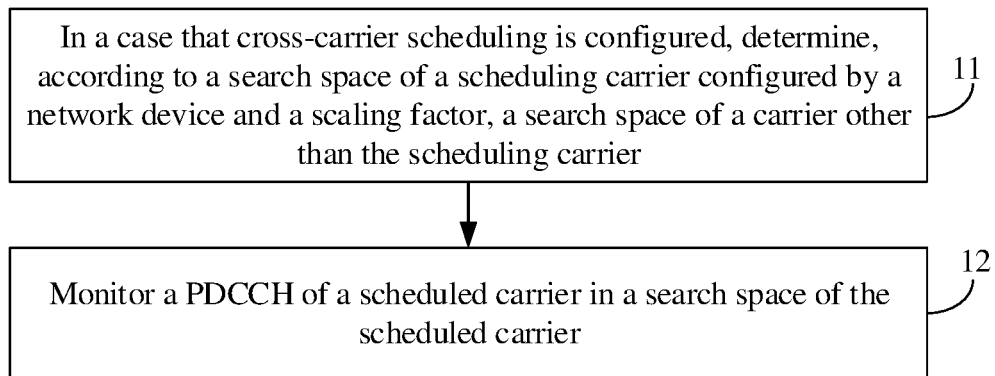 In a case that cross-carrier scheduling is configured, determine,
according to a search space of a scheduling carrier configured by a
network device and a scaling factor, a search space of a carrier other
than the scheduling carrier
11
Monitor a PDCCH of a scheduled carrier in a search space of the
scheduled carrier
12